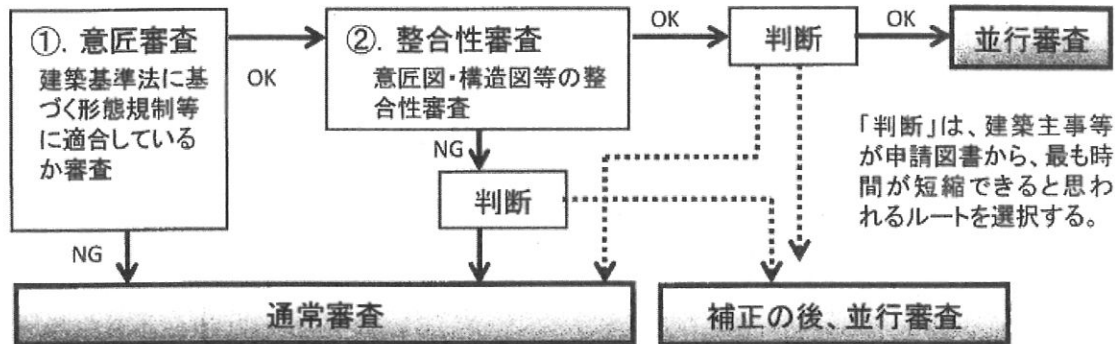 ①. 意匠審査
建築基準法に基
づく形態規制等
に適合している
か審査
OK
②. 整合性審査
意匠図・構造図等の整
合性審査
OK
判断
OK
並行審査
「判断」は、建築主事等
が申請図書から、最も時
間が短縮できると思わ
れるルートを選択する。
NG
判断
NG
通常審査
補正の後、並行審査